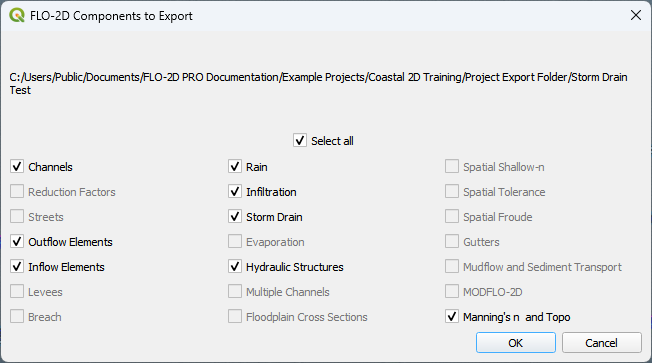 FLO-2D Components to Export
C:/Users/Public/Documents/FLO-2D PRO Documentation/Example Projects/Coastal 2D Training/Project Export Folder/Storm Drain
Test
Select all
Channels
Rain
Spatial Shallow-n
Reduction Factors
Infiltration
Spatial Tolerance
Streets
Storm Drain
Spatial Froude
Outflow Elements
Evaporation
Gutters
Inflow Elements
Hydraulic Structures
Mudflow and Sediment Transport
Levees
Multiple Channels
MODFLO-2D
Breach
Floodplain Cross Sections
Manning's n  and Topo
OK
Cancel